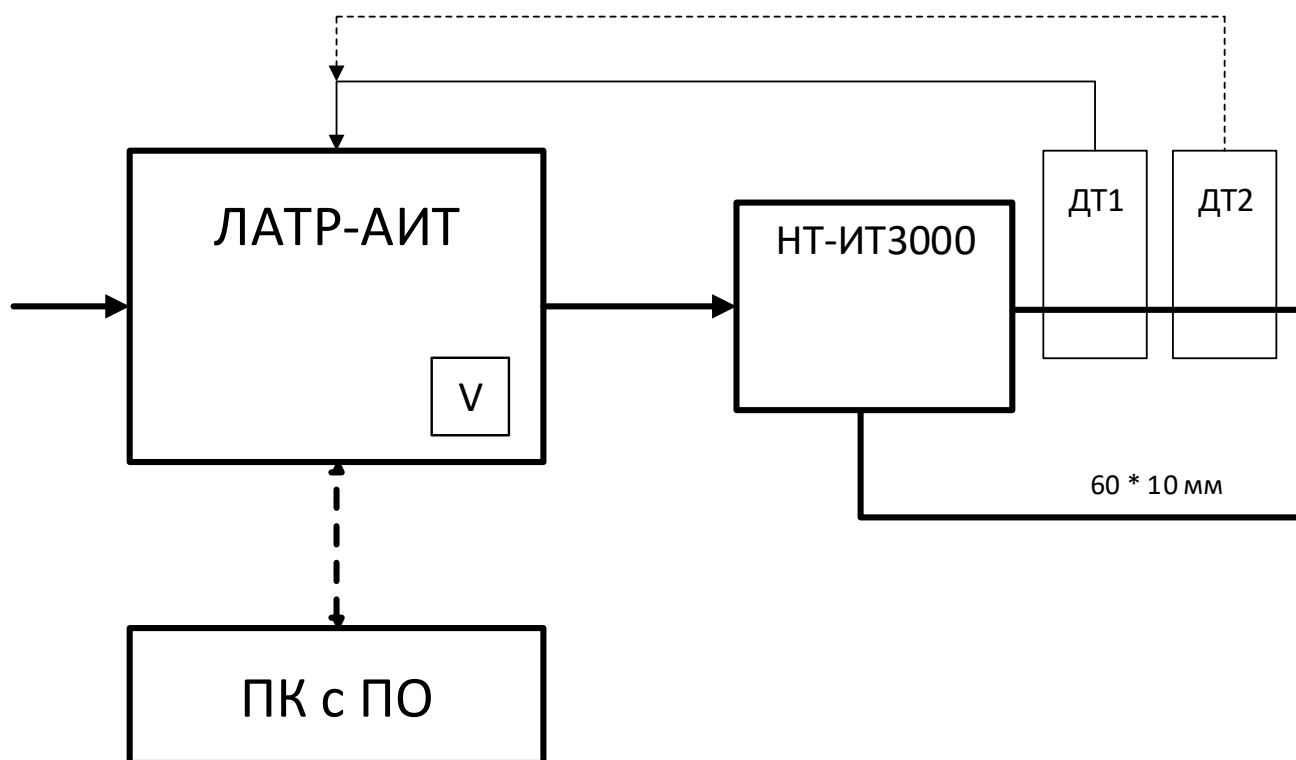 ДТ1
ДТ2
ЛАТР-АИТ
НТ-ИТ3000
V
60 * 10 мм
ПК с ПО